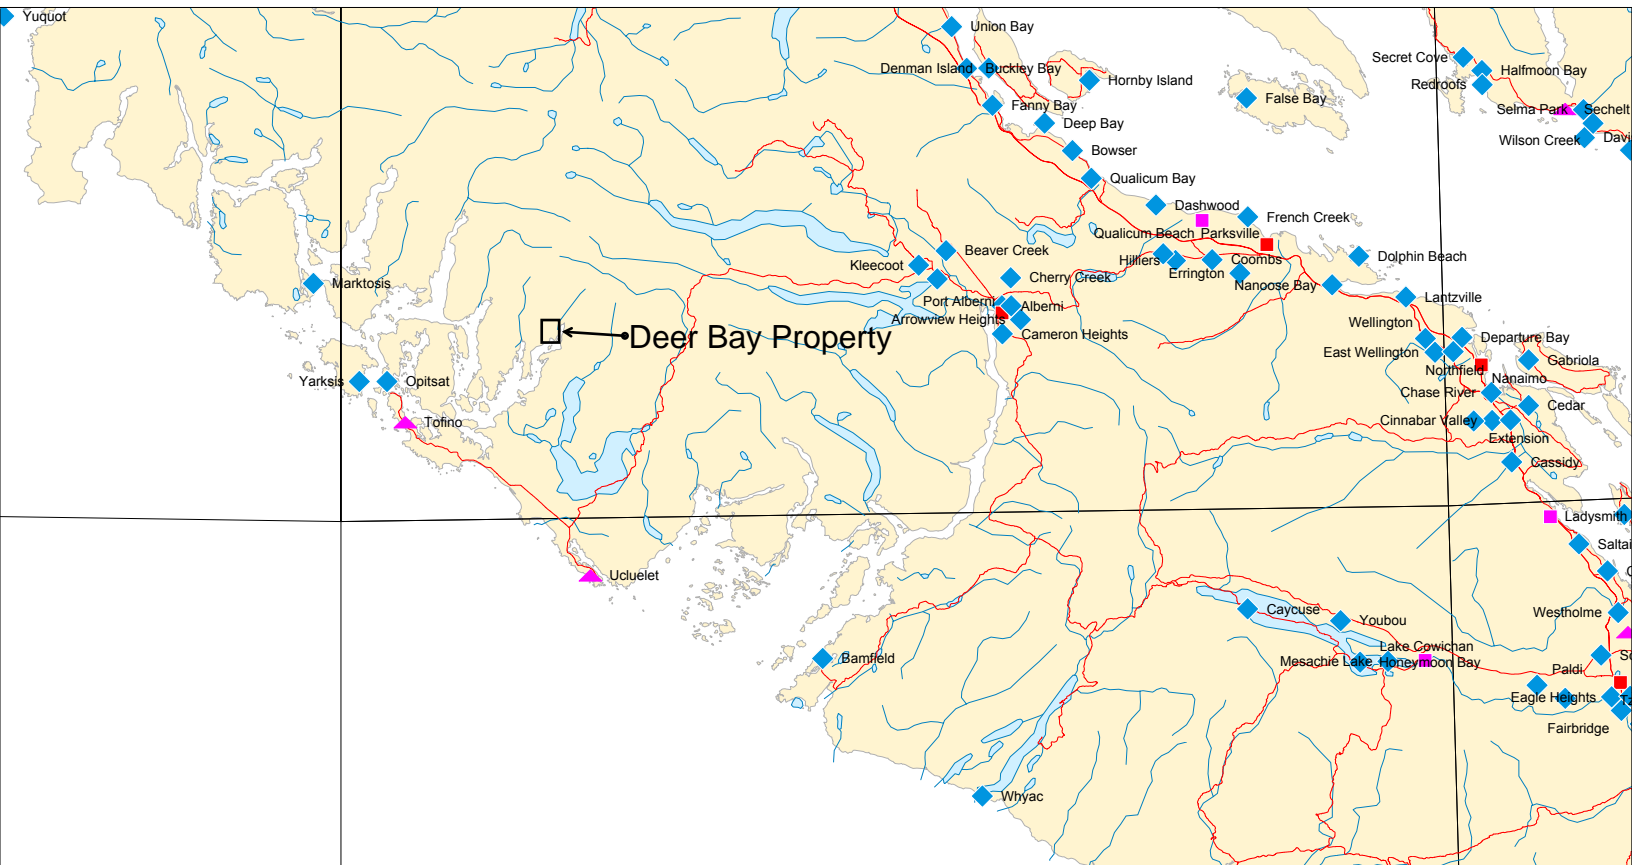 Yuquot
Union Bay
Denman Island
Buckley Bay
Hornby Island
Secret Cove
Halfmoon Bay
Redroofs
False Bay
Fanny Bay
Selma Park
Sechelt
Deep Bay
Wilson Creek
Davi
Bowser
Qualicum Bay
Dashwood
French Creek
Qualicum Beach
Parksville
Beaver Creek
Dolphin Beach
Hilliers
Coombs
Kleecoot
Errington
Cherry Creek
Marktosis
Nanoose Bay
Lantzville
Port Alberni
Alberni
Arrowview Heights
Wellington
Cameron Heights
Deer Bay Property
Departure Bay
East Wellington
Gabriola
Northfield
Nanaimo
Yarksis
Opitsat
Chase River
Cedar
Tofino
Cinnabar Valley
Extension
Cassidy
Ladysmith
Saltai
Ucluelet
Caycuse
Westholme
Youbou
Lake Cowichan
Bamfield
Mesachie Lake
Honeymoon Bay
Paldi
Eagle Heights
Fairbridge
Whyac